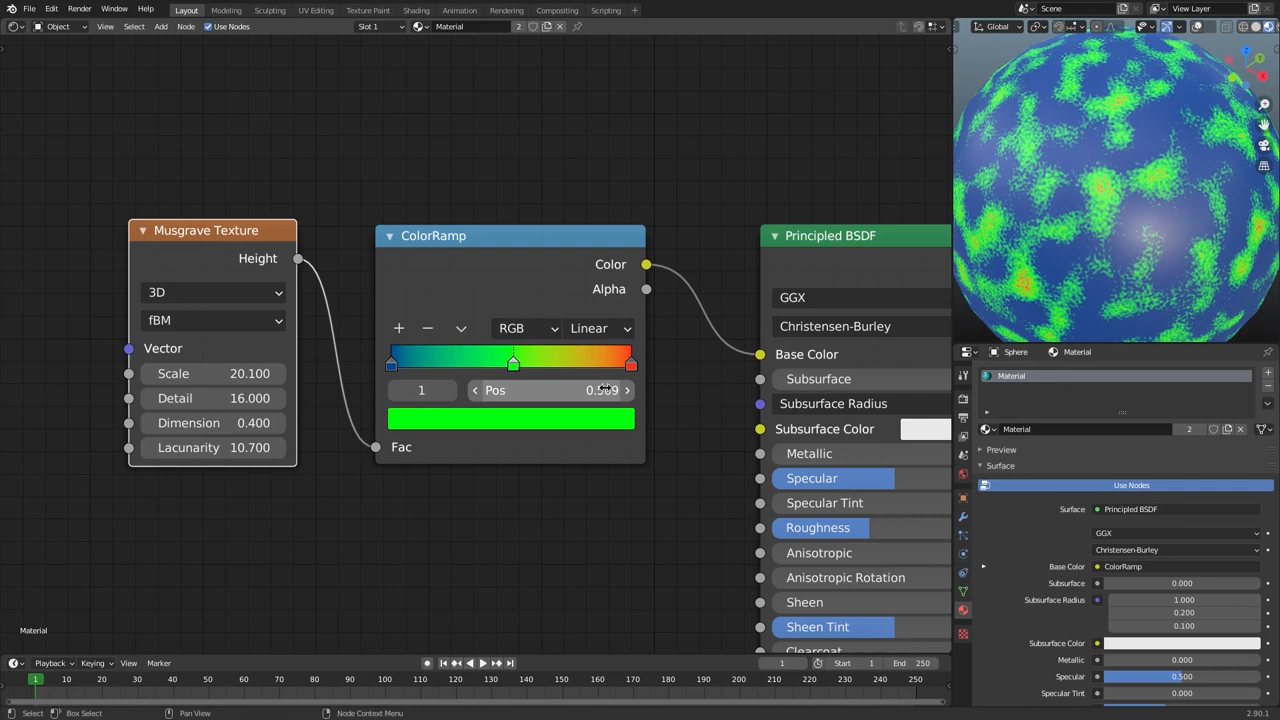 File Edit Render Window Help Layout Modeling Sculpting UV Editing Texture Paint Shading Animation Rendering Compositing Scripting + Scene View Layer
Object View Select Add Node Use Nodes Slot 1 Material 2 Global
Musgrave Texture
Height
3D
fBM
Vector
Scale 20.100
Detail 16.000
Dimension 0.400
Lacunarity 10.700
ColorRamp
Color
Alpha
RGB Linear
1 Pos
Fac
Principled BSDF
GGX
Christensen-Burley
Base Color
Subsurface
Subsurface Radius
Subsurface Color
Metallic
Specular
Specular Tint
Roughness
Anisotropic
Anisotropic Rotation
Sheen
Sheen Tint
Clearcoat
Material
Sphere Material
Material
Material 2
Preview
Surface
Use Nodes
Surface Principled BSDF
GGX
Christensen-Burley
Base Color ColorRamp
Subsurface 0.000
Subsurface Radius 1.000
0.200
0.100
Subsurface Color
Metallic 0.000
Specular 0.500
Specular Tint 0.000
Playback Keying View Marker 1 Start 1 End 250
1 10 20 30 40 50 60 70 80 90 100 110 120 130 140 150 160 170 180 190 200 210 220 230 240 250
Select Box Select Pan View Node Context Menu 2.90.1